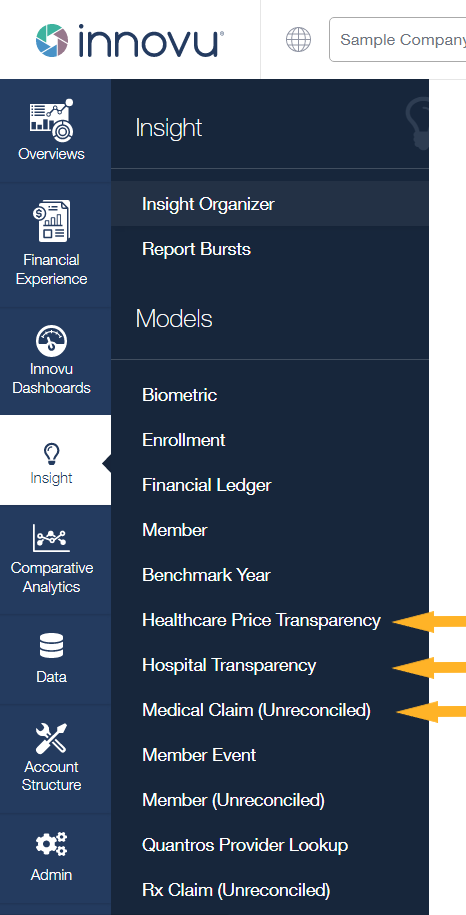 innovu®
Sample Company
Overviews
Financial
Experience
Innovu
Dashboards
Insight
Comparative
Analytics
Data
Account
Structure
Admin
Insight
Insight Organizer
Report Bursts
Models
Biometric
Enrollment
Financial Ledger
Member
Benchmark Year
Healthcare Price Transparency
Hospital Transparency
Medical Claim (Unreconciled)
Member Event
Member (Unreconciled)
Quantros Provider Lookup
Rx Claim (Unreconciled)